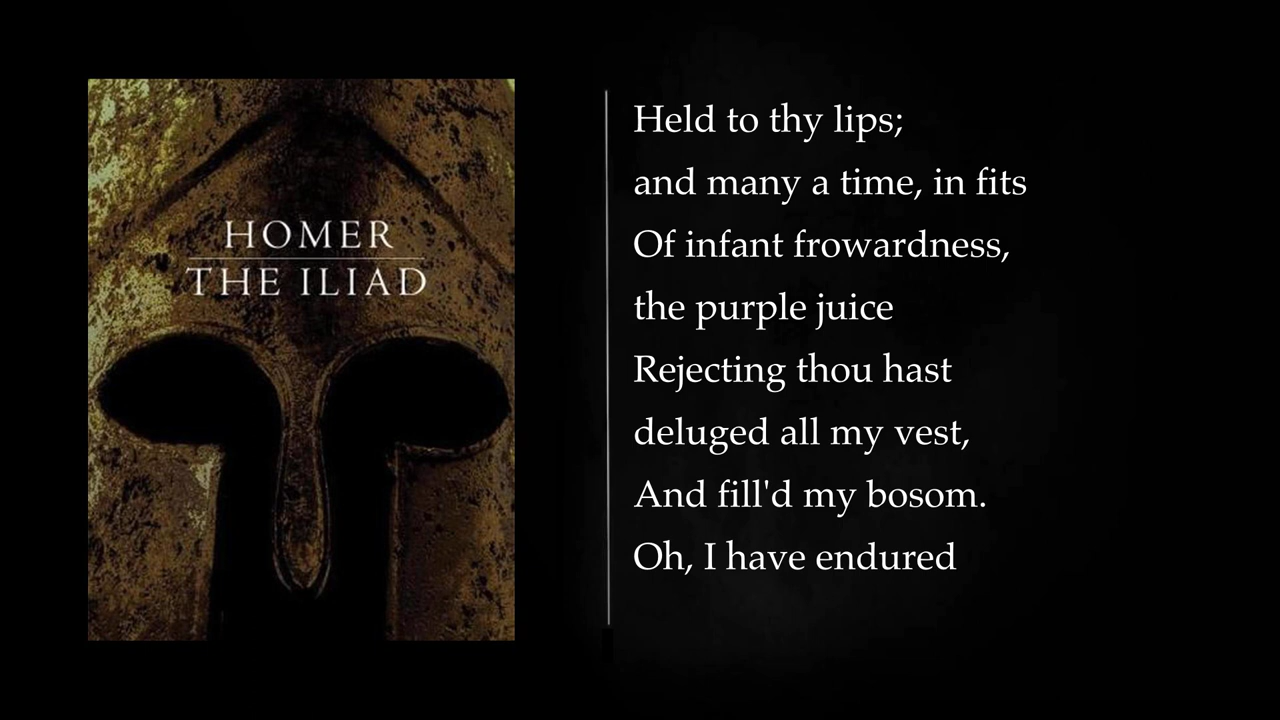 HOMER
THE ILIAD
Held to thy lips;
and many a time, in fits
Of infant frowardness,
the purple juice
Rejecting thou hast
deluged all my vest,
And fill'd my bosom.
Oh, I have endured